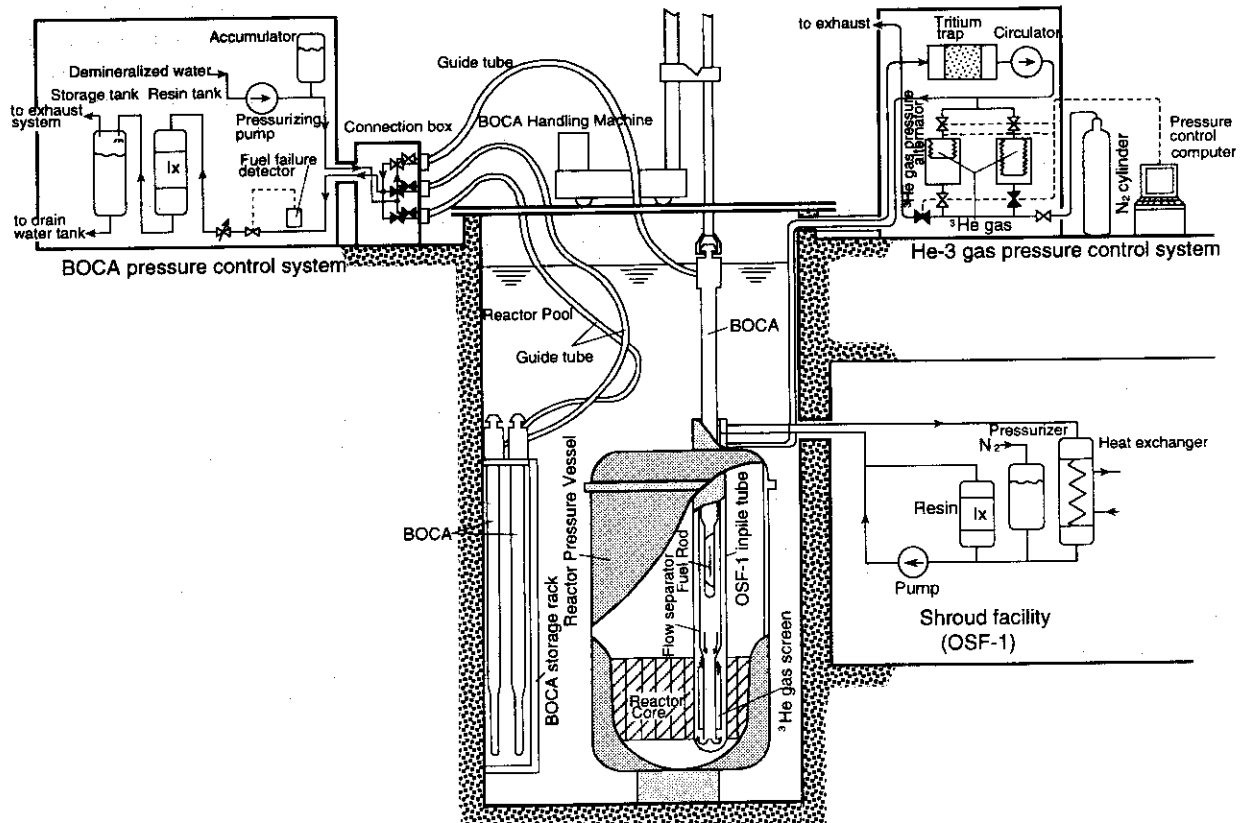 Accumulator
Demineralized water
Storage tank
Resin tank
to exhaust
system
Pressurizing
pump
Fuel failure
detector
Ix
to drain
water tank
BOCA pressure control system
Connection box
Guide tube
BOCA Handling Machine
to exhaust
Tritium
trap
Circulator
³He gas pressure
alternator
³He gas
N₂ cylinder
Pressure
control
computer
He-3 gas pressure control system
Reactor Pool
Guide tube
BOCA
BOCA
BOCA storage rack
Reactor Pressure Vessel
Flow separator
Fuel Rod
OSF-1 inpile tube
Reactor
Core
³He gas screen
Pressurizer
N₂
Heat exchanger
Resin
Ix
Pump
Shroud facility
(OSF-1)